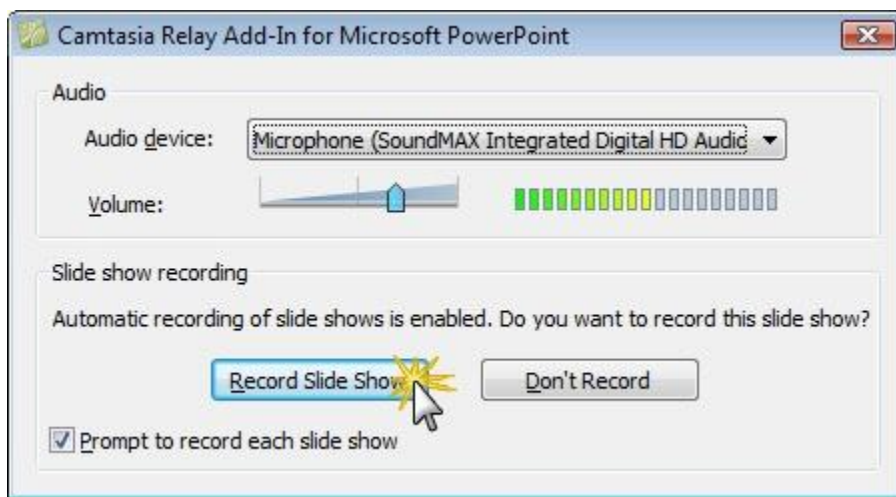 Camtasia Relay Add-In for Microsoft PowerPoint
Audio
Audio device: Microphone (SoundMAX Integrated Digital HD Audio
Volume:
Slide show recording
Automatic recording of slide shows is enabled. Do you want to record this slide show?
Record Slide Show Don't Record
Prompt to record each slide show